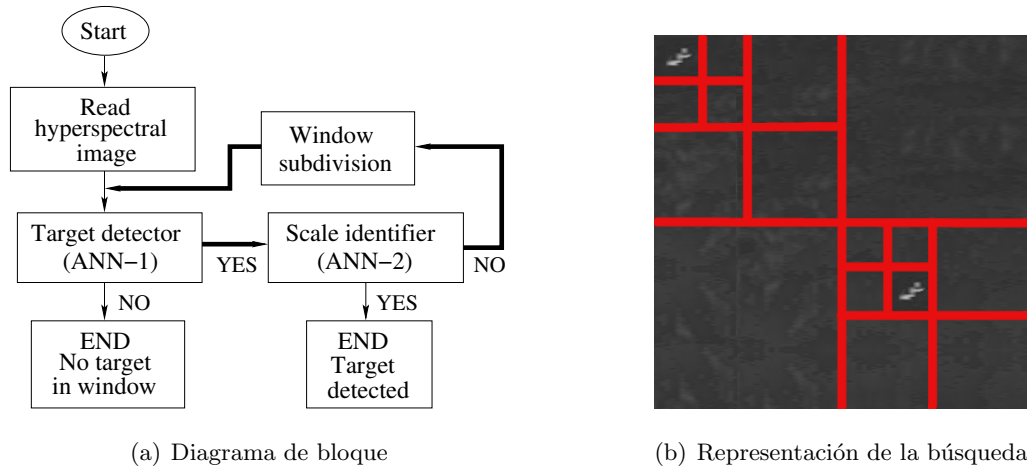 Start
Read
hyperspectral
image
Window
subdivision
Target detector
(ANN−1)
YES
Scale identifier
(ANN−2)
NO
NO
YES
END
No target
in window
END
Target
detected
(a) Diagrama de bloque
(b) Representación de la búsqueda